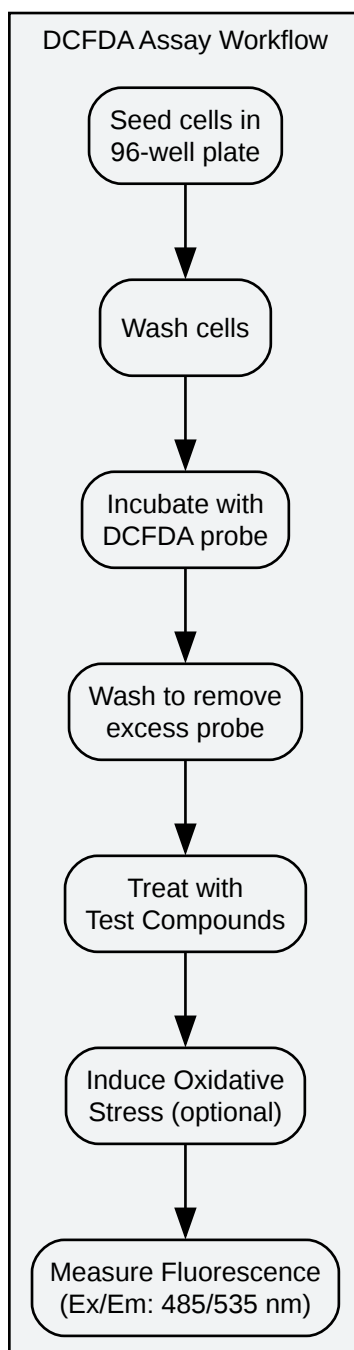 DCFDA Assay Workflow
Seed cells in
96-well plate
Wash cells
Incubate with
DCFDA probe
Wash to remove
excess probe
Treat with
Test Compounds
Induce Oxidative
Stress (optional)
Measure Fluorescence
(Ex/Em: 485/535 nm)